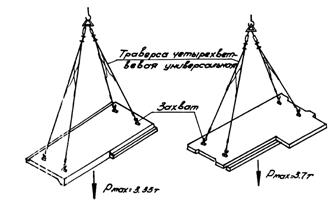 Траверса четырехвет-
вевая универсальная
Захват
Pmax=3.35т
Pmax=3.7т